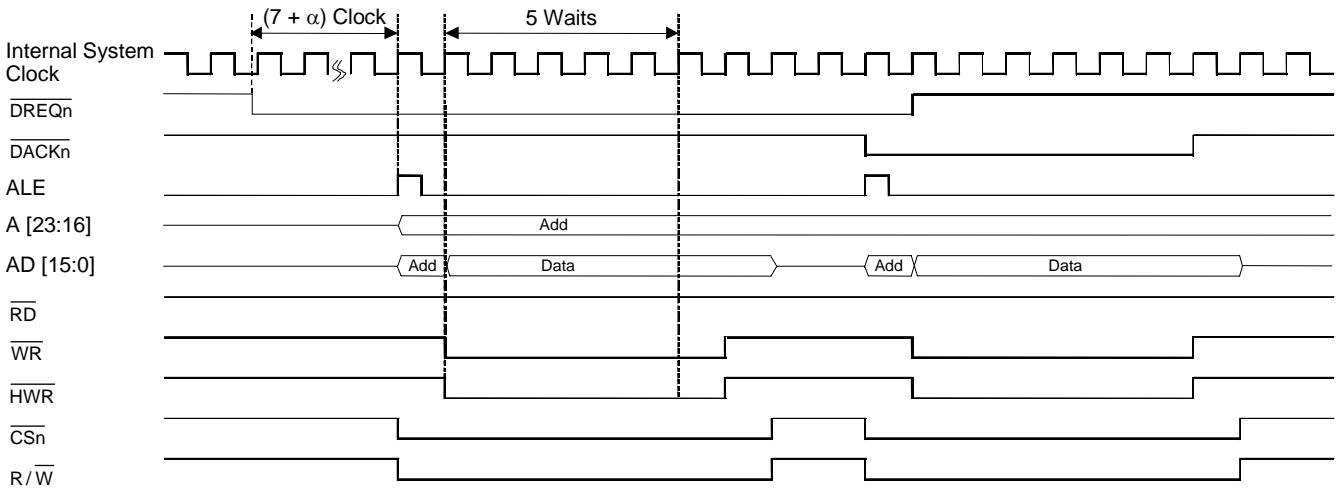 (7 + α) Clock
5 Waits
Internal System
Clock
DREQn
DACKn
ALE
A [23:16]
Add
AD [15:0]
Add
Data
Add
Data
RD
WR
HWR
CSn
R / W